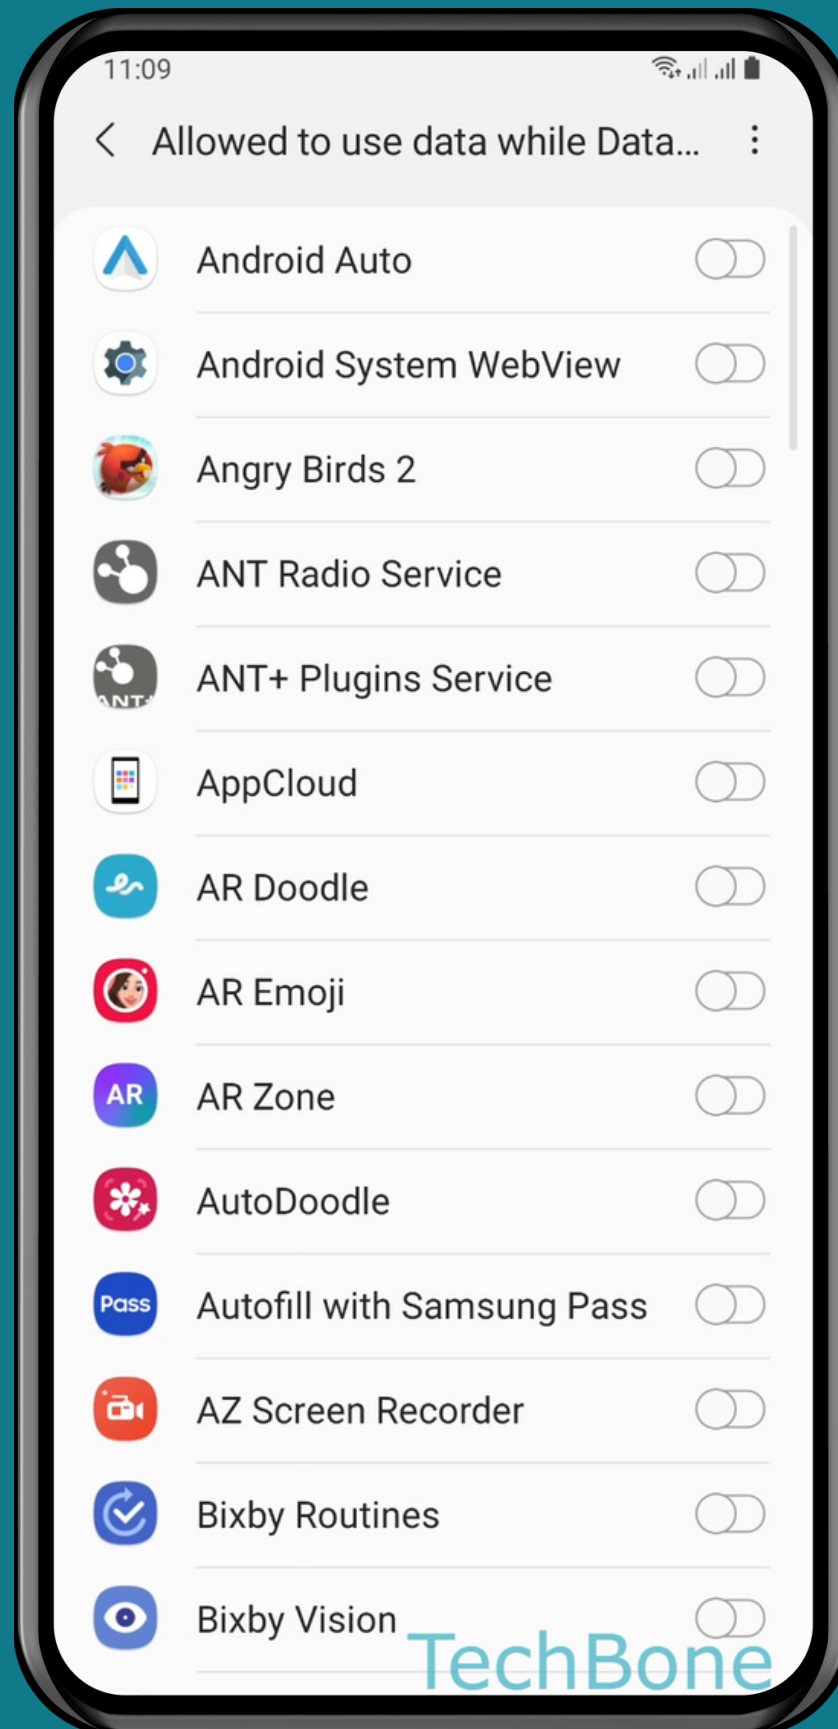 11:09
Allowed to use data while Data...
Android Auto
Android System WebView
Angry Birds 2
ANT Radio Service
ANT+
ANT+ Plugins Service
AppCloud
AR Doodle
AR Emoji
AR
AR Zone
AutoDoodle
Pass
Autofill with Samsung Pass
AZ Screen Recorder
Bixby Routines
Bixby Vision
TechBone